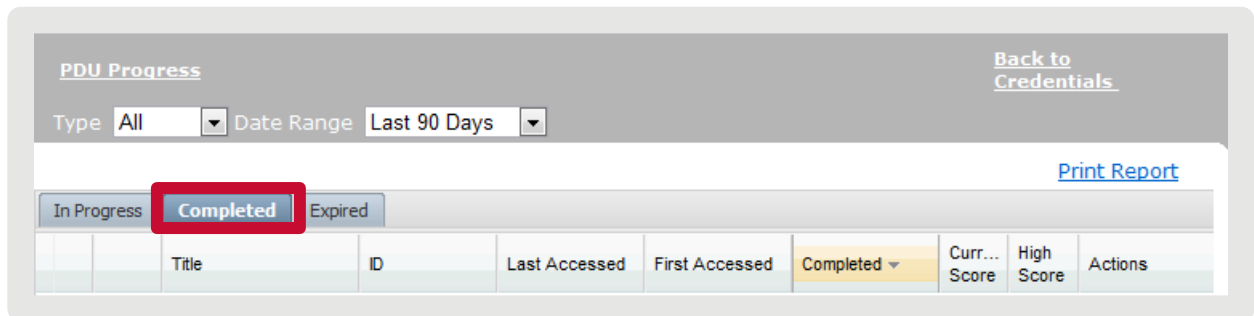 PDU Progress
Back to
Credentials
Type All Date Range Last 90 Days
Print Report
In Progress Completed Expired
Title ID Last Accessed First Accessed Completed Curr... Score High Score Actions